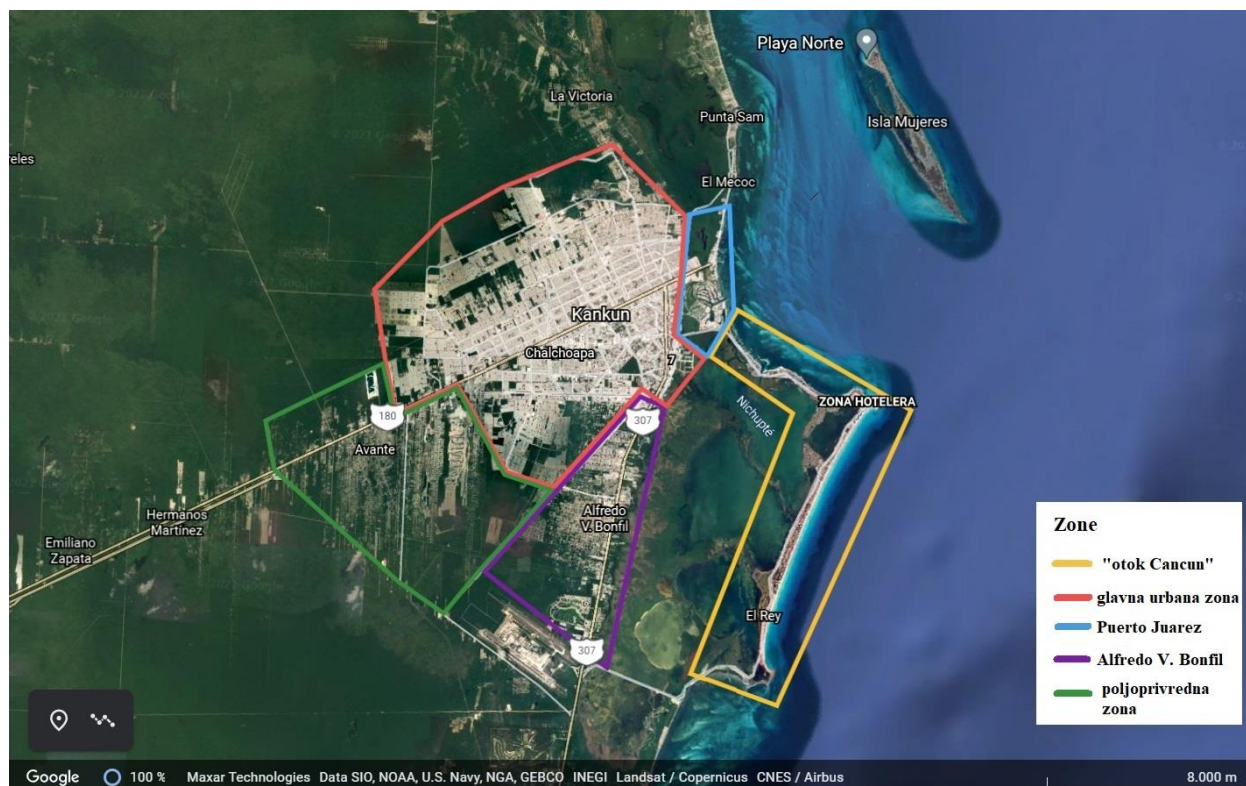 Playa Norte
La Victoria
Punta Sam
Isla Mujeres
reles
El Mecoc
Kankun
Chalchoapa
7
ZONA HOTELERA
Nichupté
180
307
Avante
Alfredo
V. Bonfil
Hermanos
Martinez
Emiliano
Zapata
El Rey
307
Zone
"otok Cancun"
glavna urbana zona
Puerto Juarez
Alfredo V. Bonfil
poljoprivredna
zona
Google 100 % Maxar Technologies Data SIO, NOAA, U.S. Navy, NGA, GEBCO INEGI Landsat / Copernicus CNES / Airbus 8.000 m